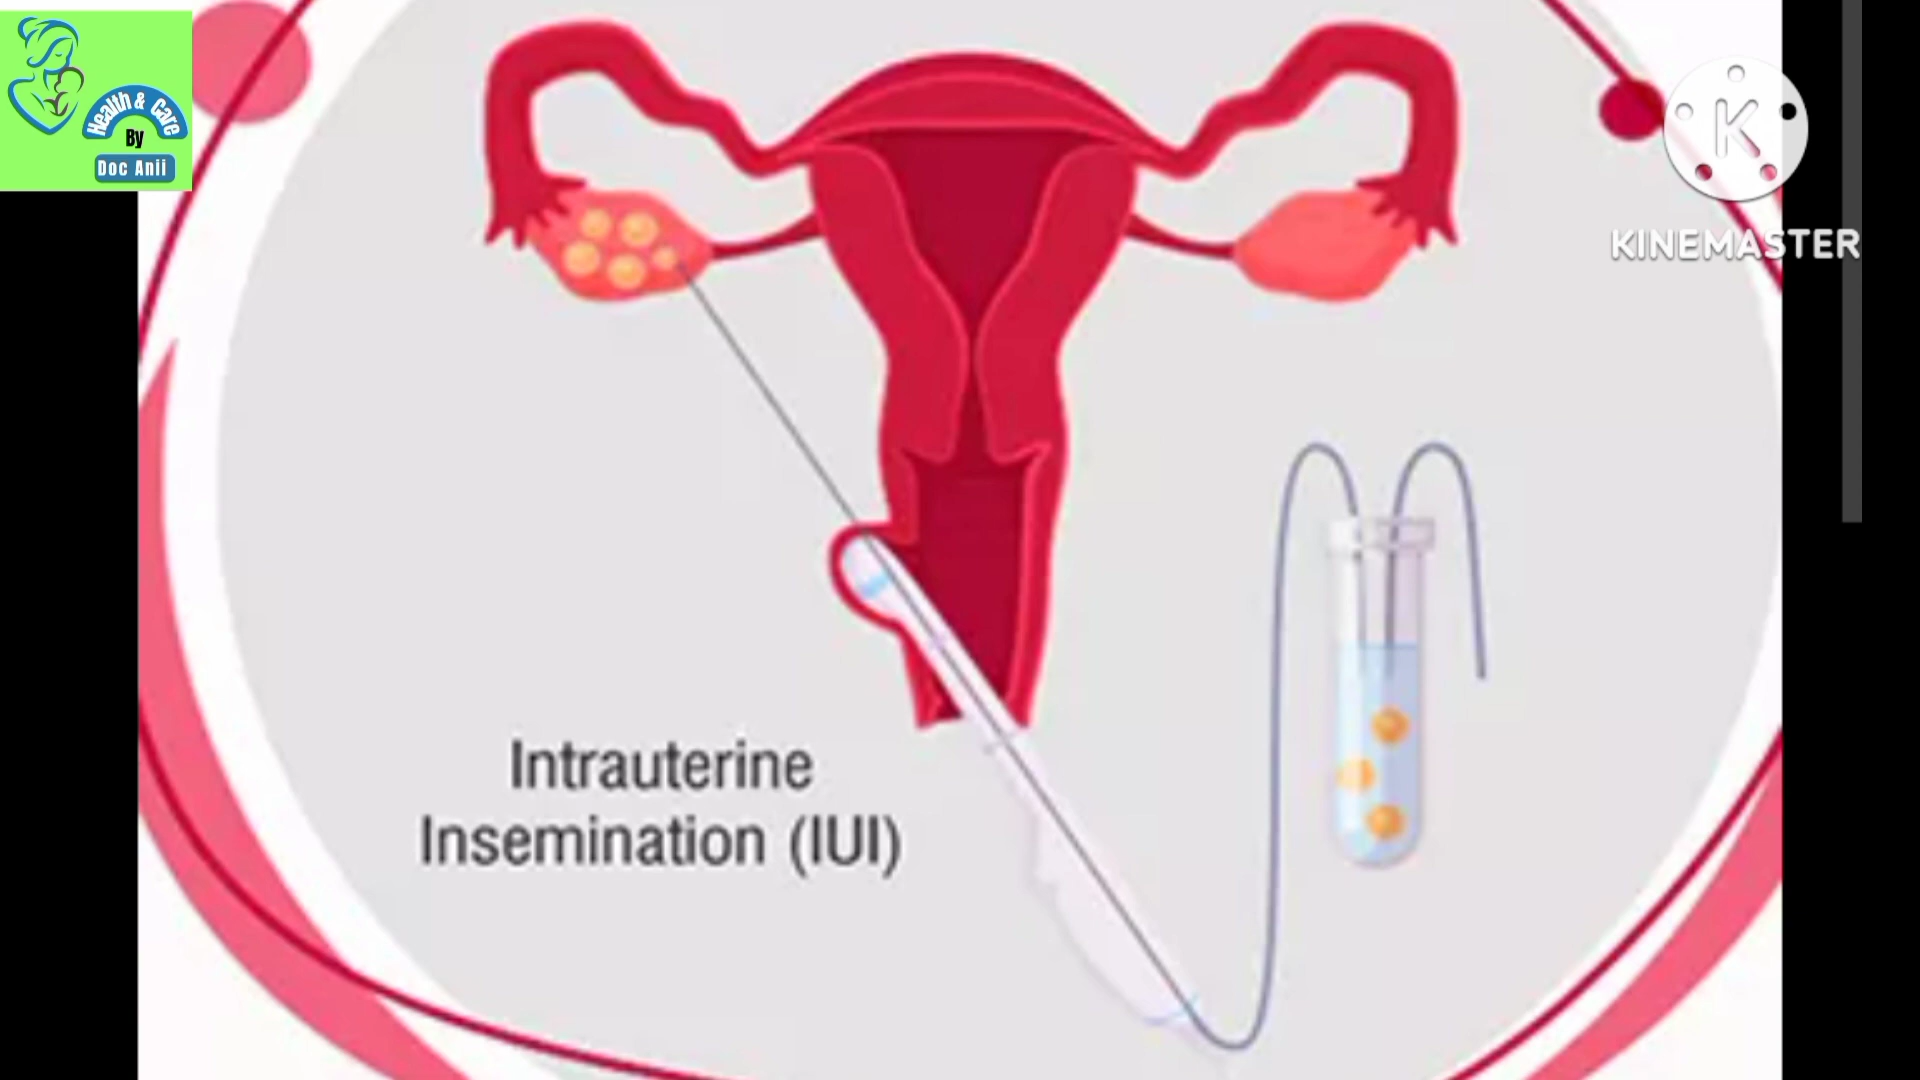 Health & Care
By
Doc Anii
K
KINEMASTER
Intrauterine
Insemination (IUI)